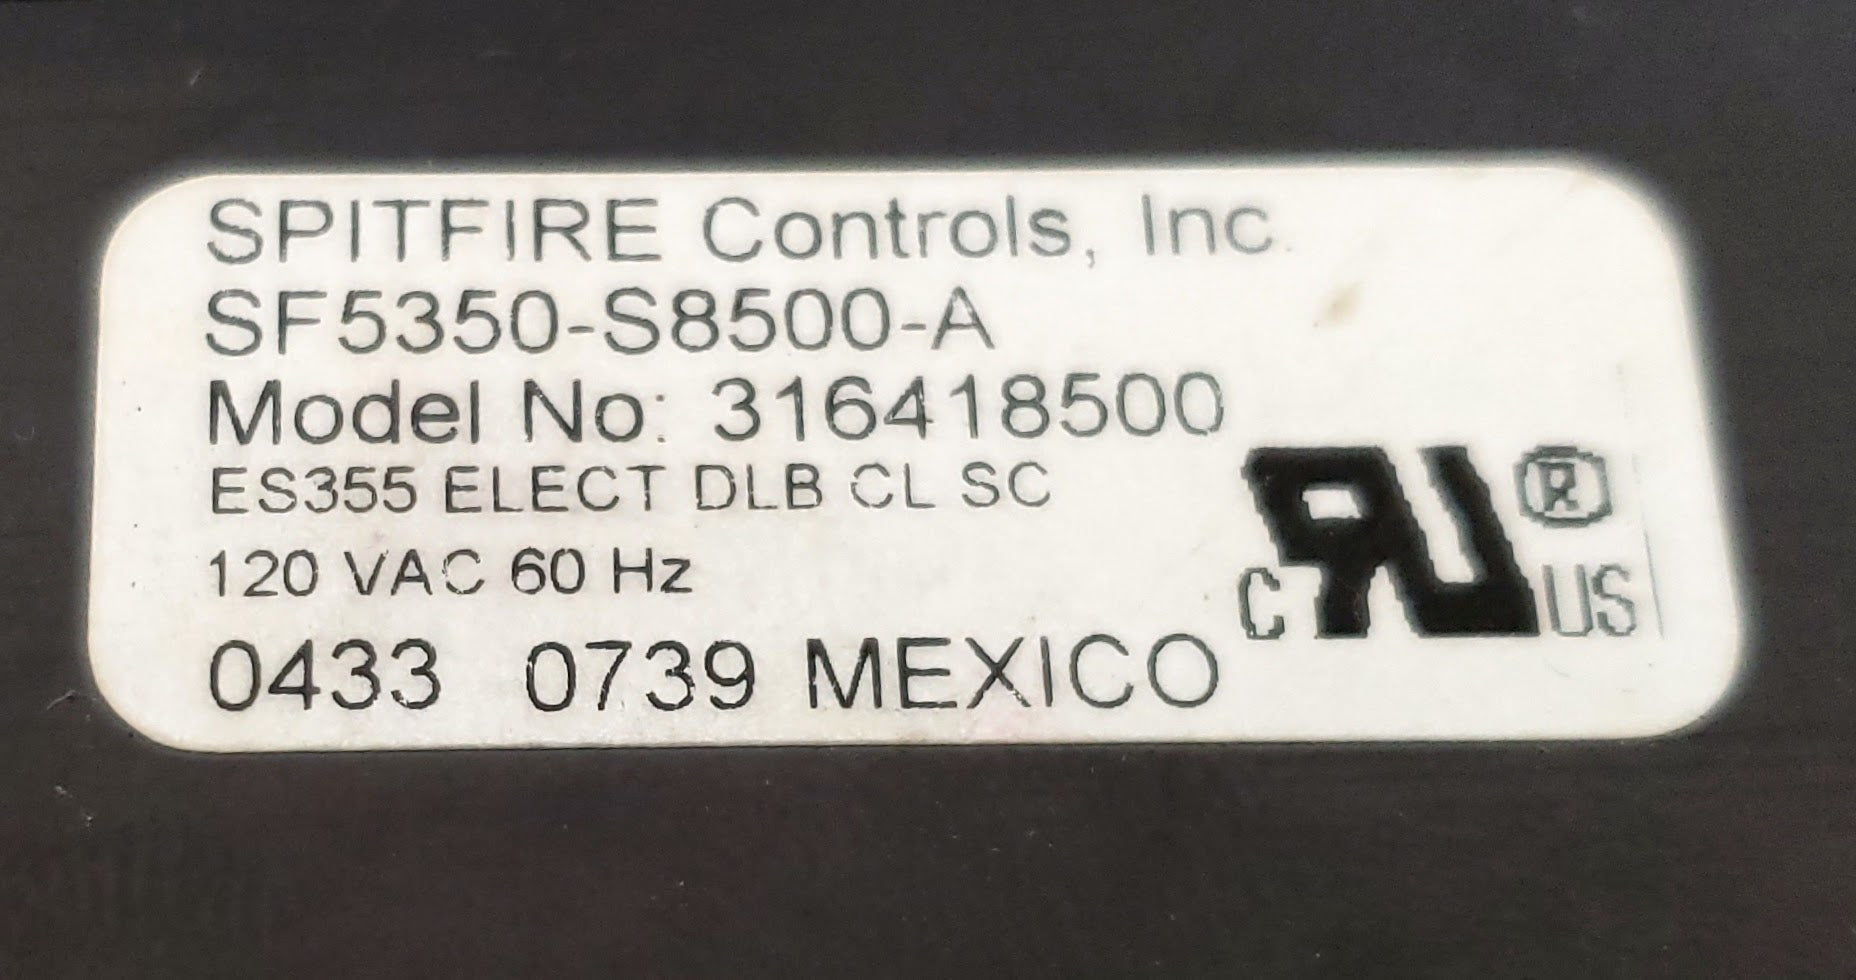 SPITFIRE Controls, Inc.
SF5350-S8500-A
Model No: 316418500
ES355 ELECT DLB CL SC
120 VAC 60 Hz
0433 0739 MEXICO
C RU ® US